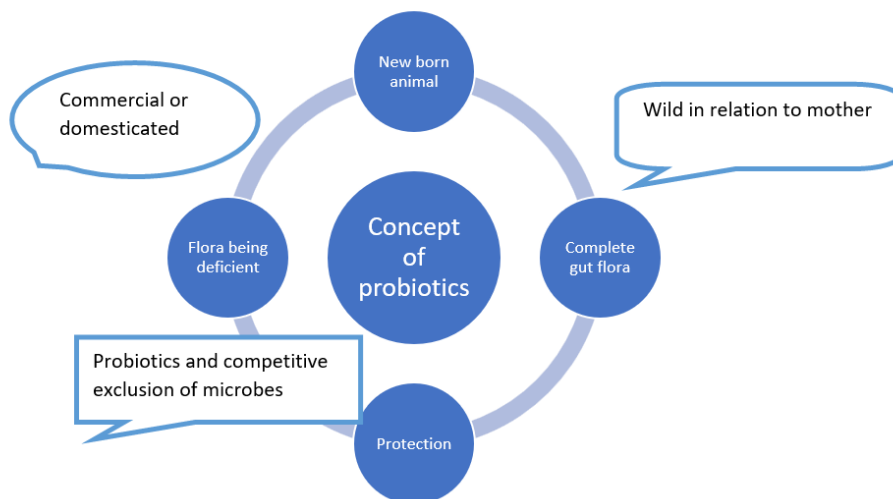 New born
animal
Commercial or
domesticated
Wild in relation to mother
Flora being
deficient
Concept
of
probiotics
Complete
gut flora
Probiotics and competitive
exclusion of microbes
Protection